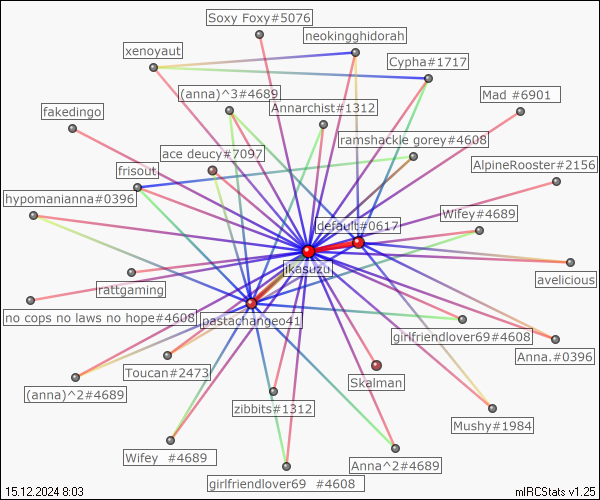 Soxy Foxy#5076
neokingghidorah
xenoyaut
Cypha#1717
(anna)^3#4689
Mad #6901
Annarchist#1312
fakedingo
ramshackle gorey#4608
ace deucy#7097
AlpineRooster#2156
frisout
hypomanianna#0396
Wifey#4689
default#0617
ikasuzu
avelicious
rattgaming
no cops no laws no hope#4608
pastachangeo41
girlfriendlover69#4608
Anna.#0396
Toucan#2473
Skalman
(anna)^2#4689
zibbits#1312
Mushy#1984
Wifey  #4689
Anna^2#4689
girlfriendlover69  #4608
15.12.2024 8:03
mIRCStats v1.25